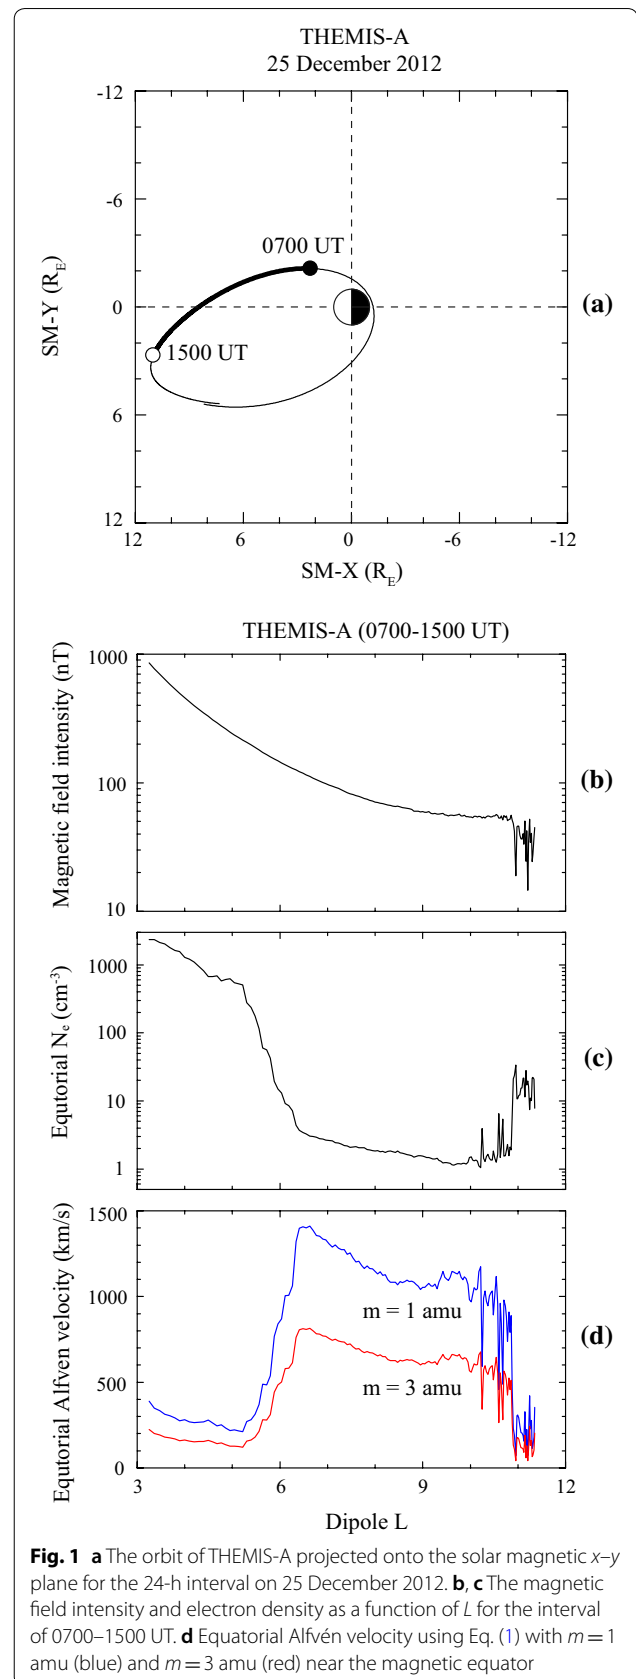 THEMIS-A
25 December 2012
-12
-6
0
6
12
SM-Y (R_E)
0700 UT
1500 UT
(a)
12
6
0
-6
-12
SM-X (R_E)
THEMIS-A (0700-1500 UT)
1000
100
10
Magnetic field intensity (nT)
(b)
1000
100
10
1
Equtorial N_e (cm^-3)
(c)
1500
1000
500
0
Equtorial Alfven velocity (km/s)
m = 1 amu
m = 3 amu
(d)
3
6
9
12
Dipole L
Fig. 1 a The orbit of THEMIS-A projected onto the solar magnetic x–y
plane for the 24-h interval on 25 December 2012. b, c The magnetic
field intensity and electron density as a function of L for the interval
of 0700–1500 UT. d Equatorial Alfvén velocity using Eq. (1) with m = 1
amu (blue) and m = 3 amu (red) near the magnetic equator